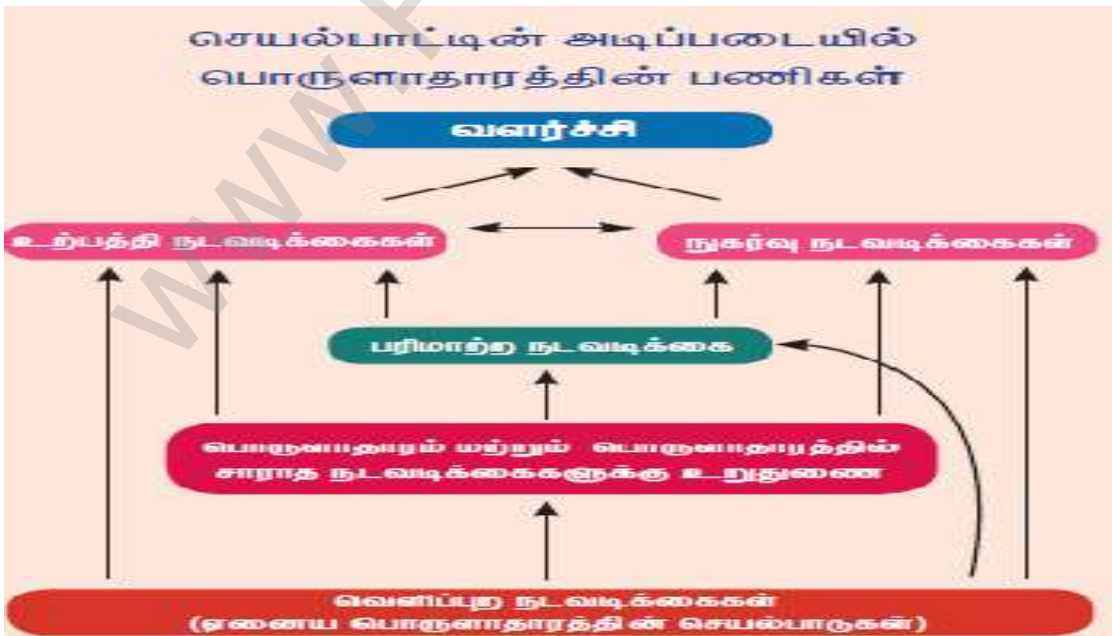 செயல்பாட்டின் அடிப்படையில்
பொருளாதாரத்தின் பணிகள்
வளர்ச்சி
உற்பத்தி நடவடிக்கைகள்
நுகர்வு நடவடிக்கைகள்
பரிமாற்ற நடவடிக்கை
பொருளாதாரம் மற்றும் பொருளாதாரத்தில்
சாராத நடவடிக்கைகளுக்கு உறுதுணை
வெளிப்புற நடவடிக்கைகள்
(ஏனைய பொருளாதாரத்தின் செயல்பாடுகள்)